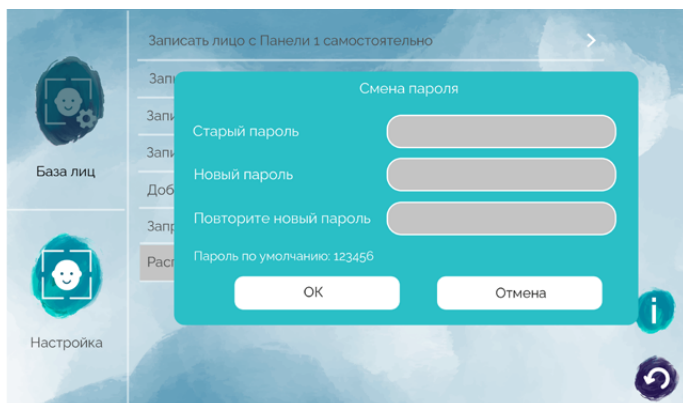 Записать лицо с Панели 1 самостоятельно
Смена пароля
Старый пароль
Новый пароль
База лиц
Повторите новый пароль
Пароль по умолчанию: 123456
ОК
Отмена
Настройка